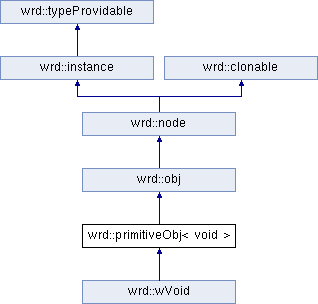 wrd::typeProvidable
wrd::instance
wrd::clonable
wrd::node
wrd::obj
wrd::primitiveObj< void >
wrd::wVoid